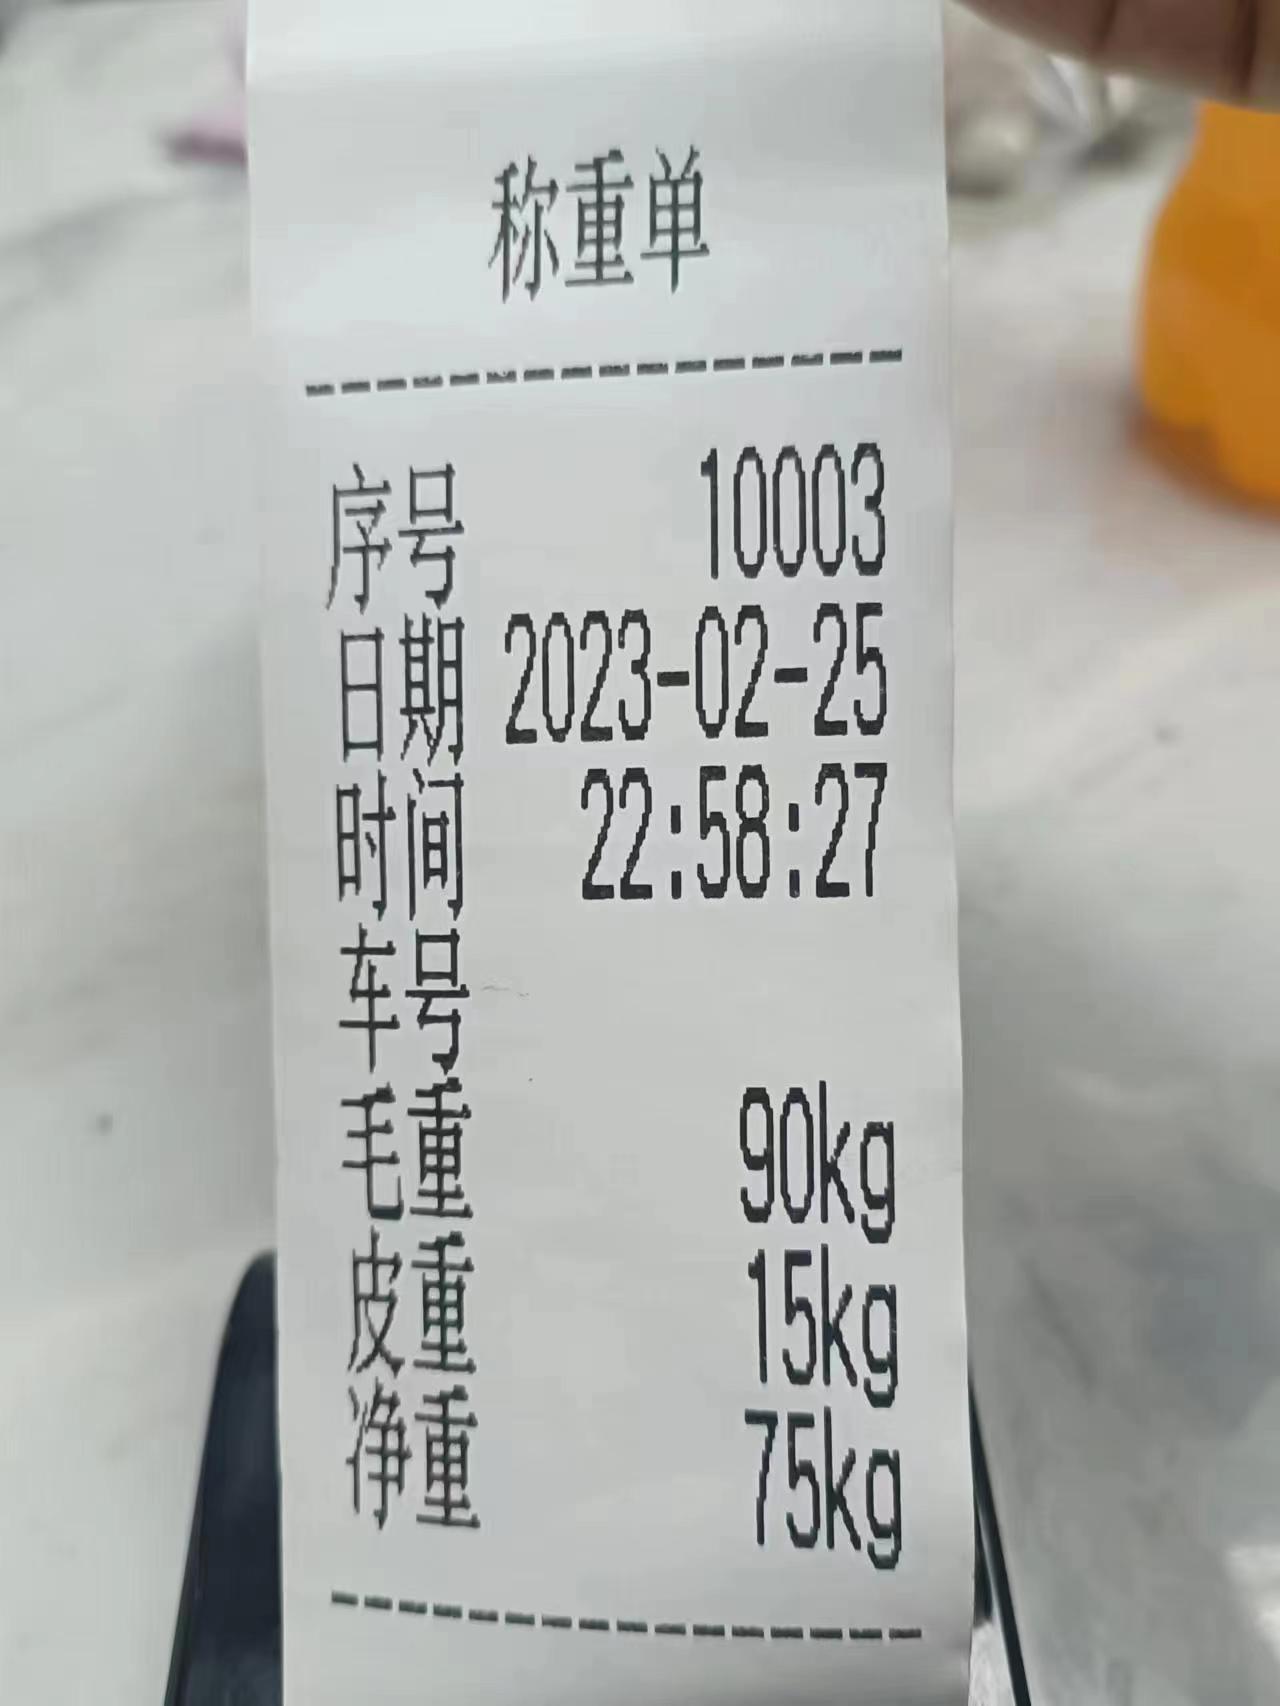 称重单
序号 10003
日期 2023-02-25
时间 22:58:27
车号
毛重 90kg
皮重 15kg
净重 75kg